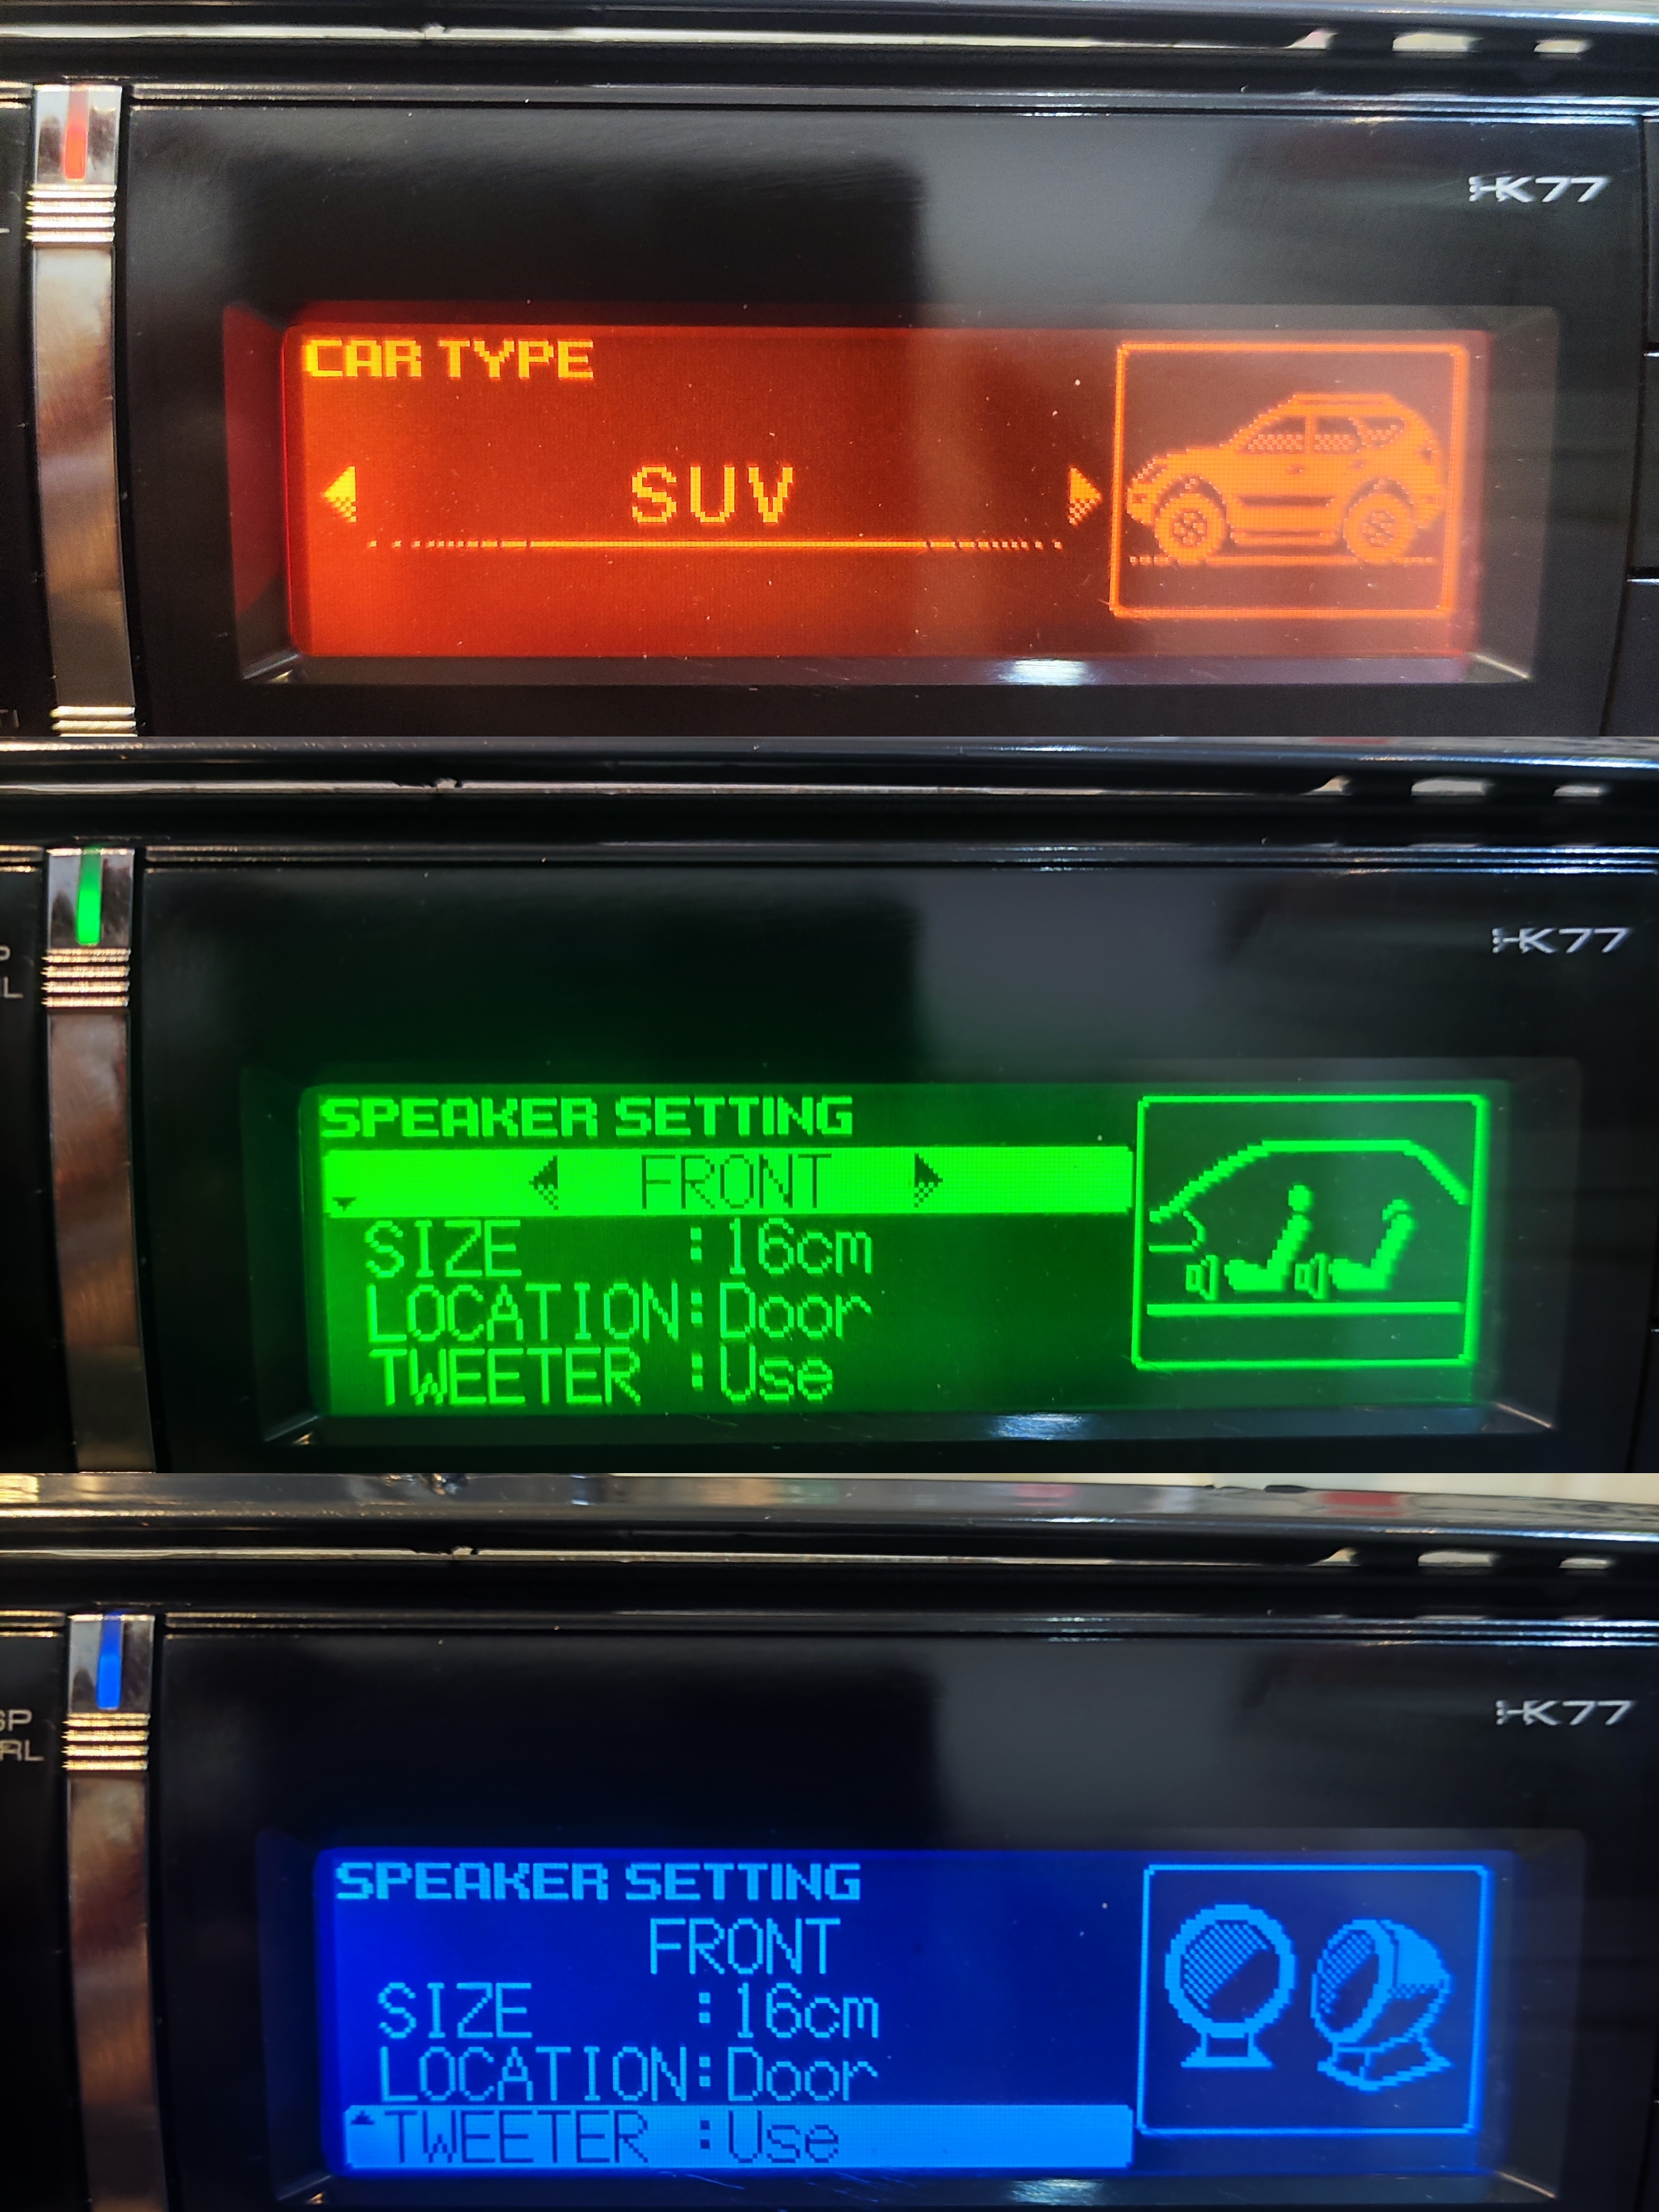 K77
CAR TYPE
SUV
K77
SPEAKER SETTING
FRONT
SIZE :16cm
LOCATION:Door
TWEETER :Use
K77
SPEAKER SETTING
FRONT
SIZE :16cm
LOCATION:Door
TWEETER :Use